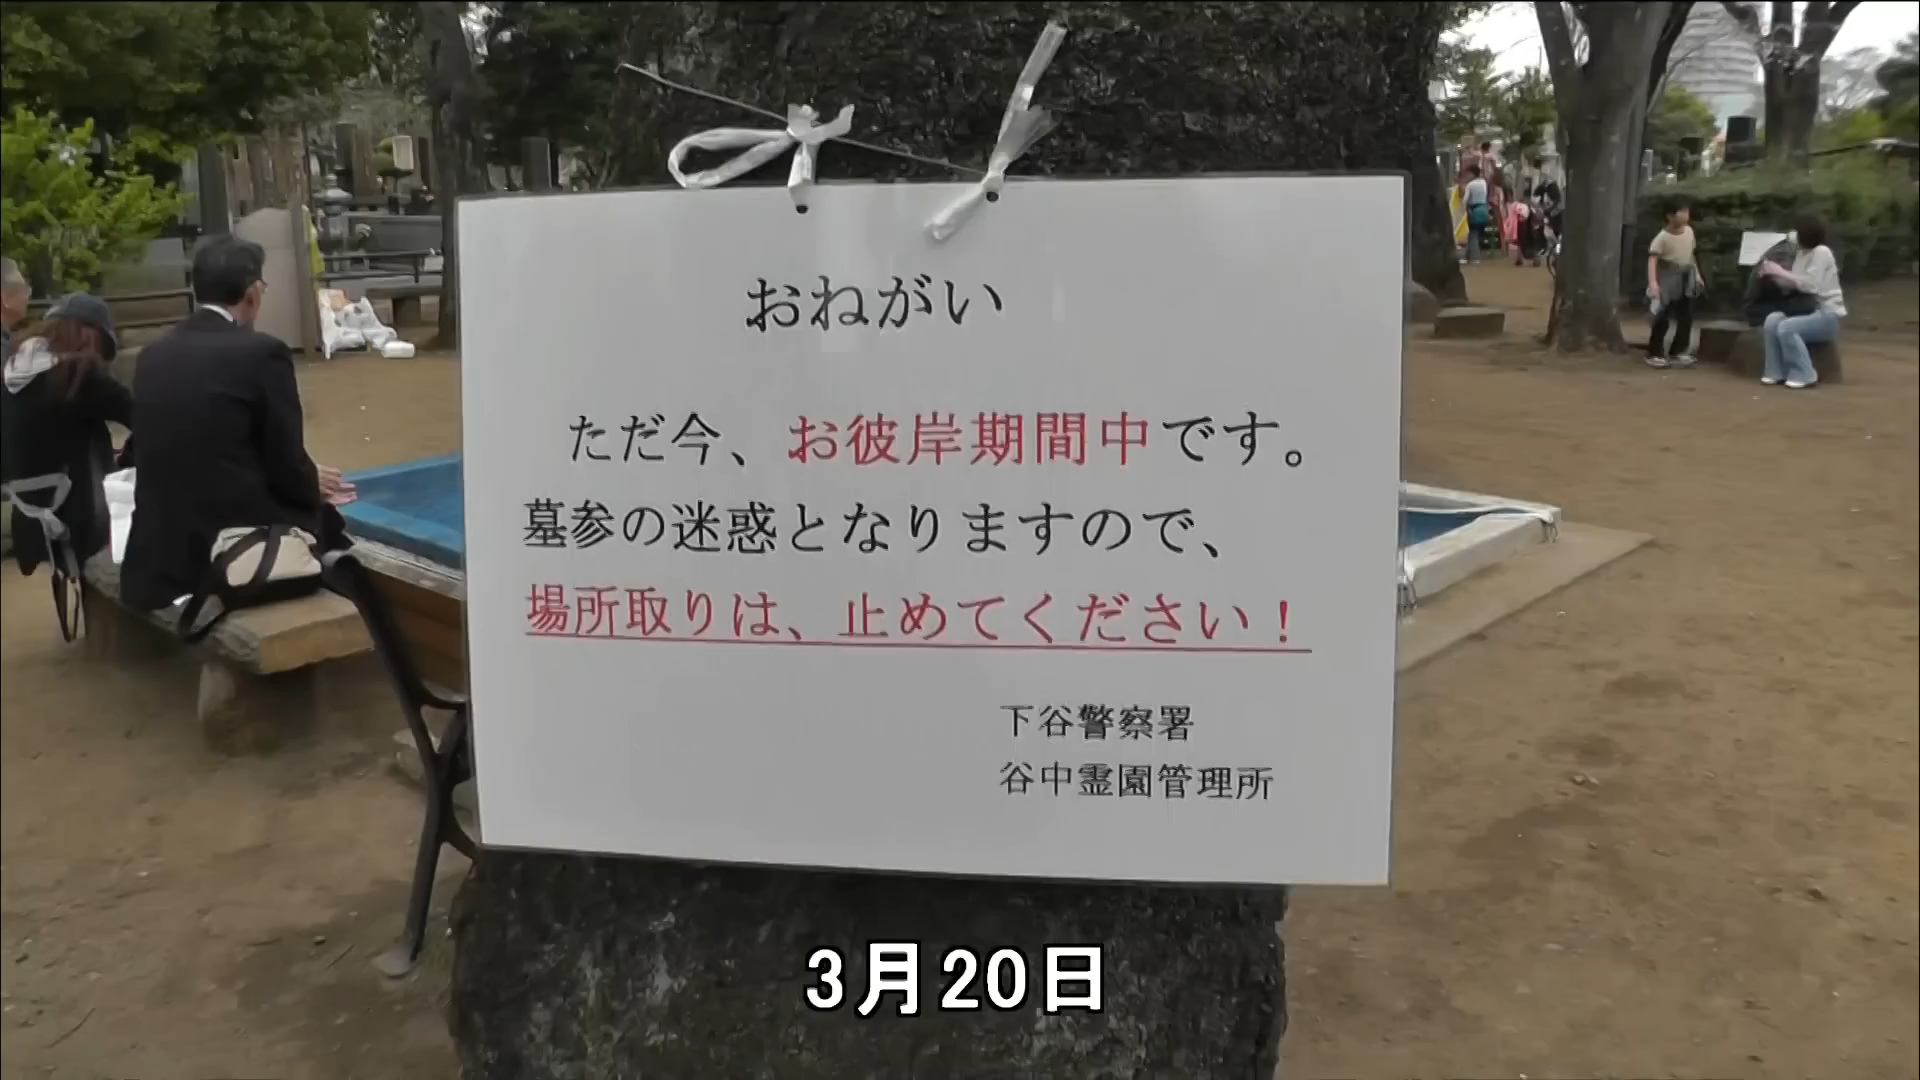 おねがい
ただ今、お彼岸期間中です。
墓参の迷惑となりますので、
場所取りは、止めてください！
下谷警察署
谷中霊園管理所
3月20日